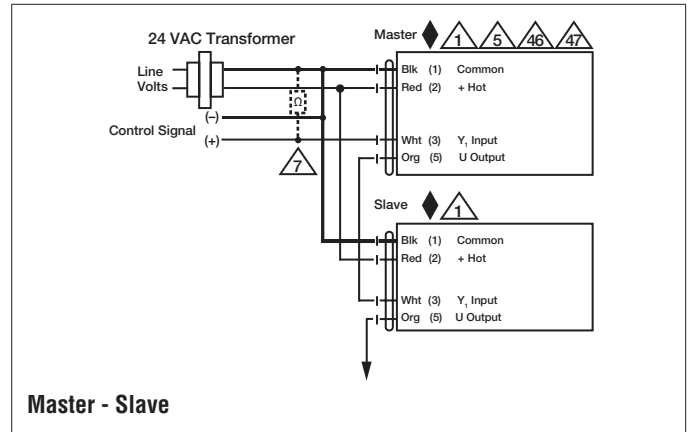 24 VAC Transformer
Line
Volts
(–)
Control Signal
(+)
Ω
7
Master 1 5 46 47
Blk (1) Common
Red (2) + Hot
Wht (3) Y1 Input
Org (5) U Output
Slave 1
Blk (1) Common
Red (2) + Hot
Wht (3) Y1 Input
Org (5) U Output
Master - Slave